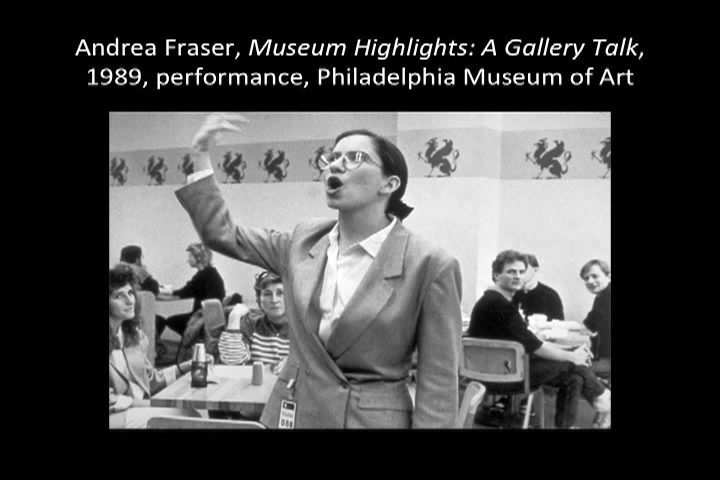 Andrea Fraser, Museum Highlights: A Gallery Talk,
1989, performance, Philadelphia Museum of Art